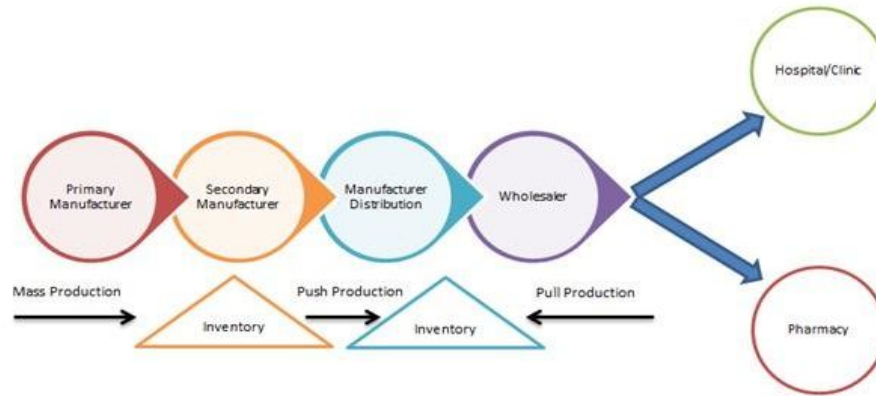 Hospital/Clinic
Primary
Manufacturer
Secondary
Manufacturer
Manufacturer
Distribution
Wholesaler
Mass Production
Push Production
Pull Production
Inventory
Inventory
Pharmacy